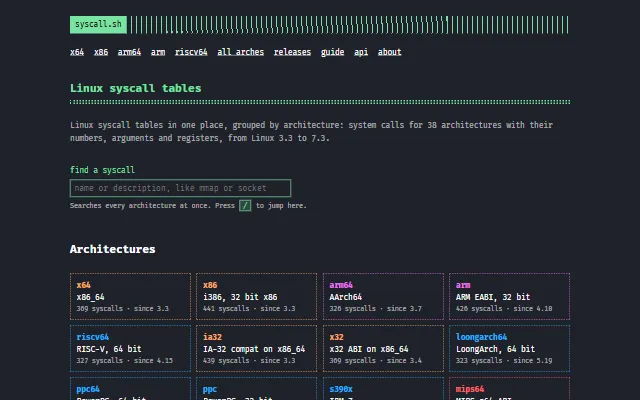 syscall.sh
x64 x86 arm64 arm riscv64 all arches releases guide api about
Linux syscall tables
Linux syscall tables in one place, grouped by architecture: system calls for 38 architectures with their
numbers, arguments and registers, from Linux 3.3 to 7.3.
find a syscall
name or description, like mmap or socket
Searches every architecture at once. Press / to jump here.
Architectures
x64
x86_64
369 syscalls · since 3.3
x86
i386, 32 bit x86
441 syscalls · since 3.3
arm64
AArch64
326 syscalls · since 3.7
arm
ARM EABI, 32 bit
426 syscalls · since 4.10
riscv64
RISC-V, 64 bit
327 syscalls · since 4.15
ia32
IA-32 compat on x86_64
439 syscalls · since 3.3
x32
x32 ABI on x86_64
369 syscalls · since 3.4
loongarch64
LoongArch, 64 bit
323 syscalls · since 5.19
ppc64
ppc
s390x
mips64